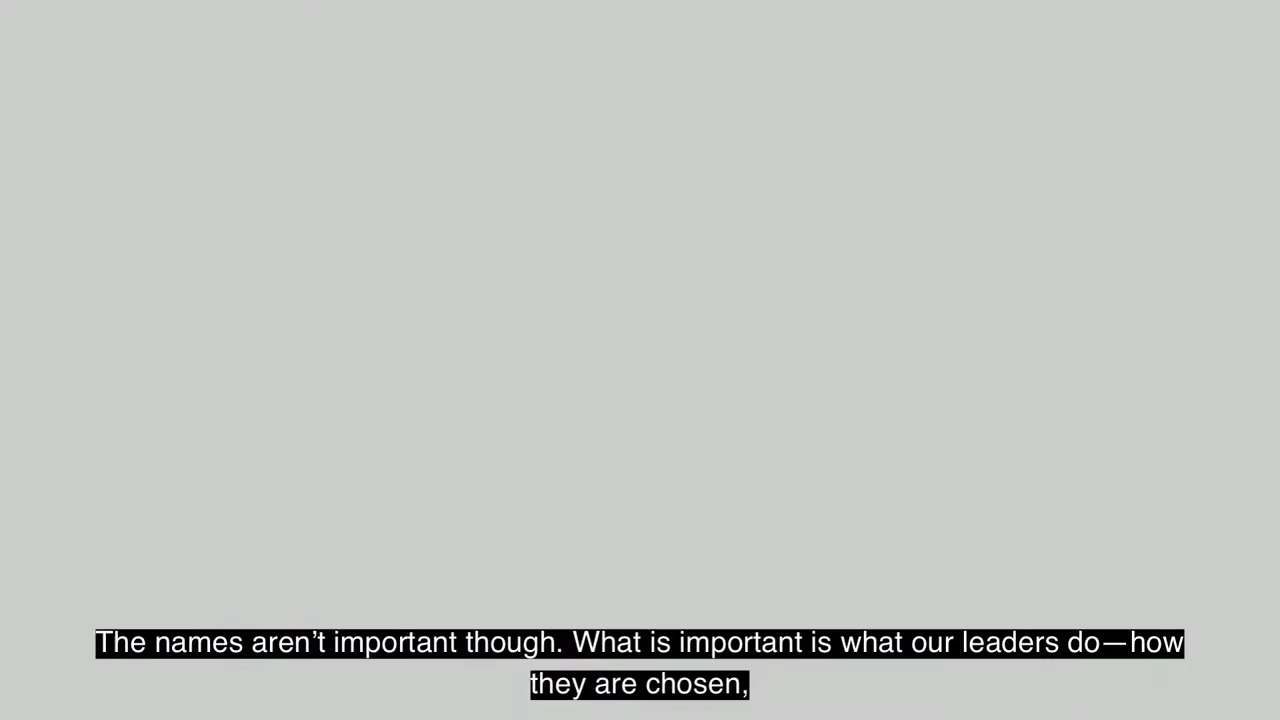 The names aren’t important though. What is important is what our leaders do—how
they are chosen,